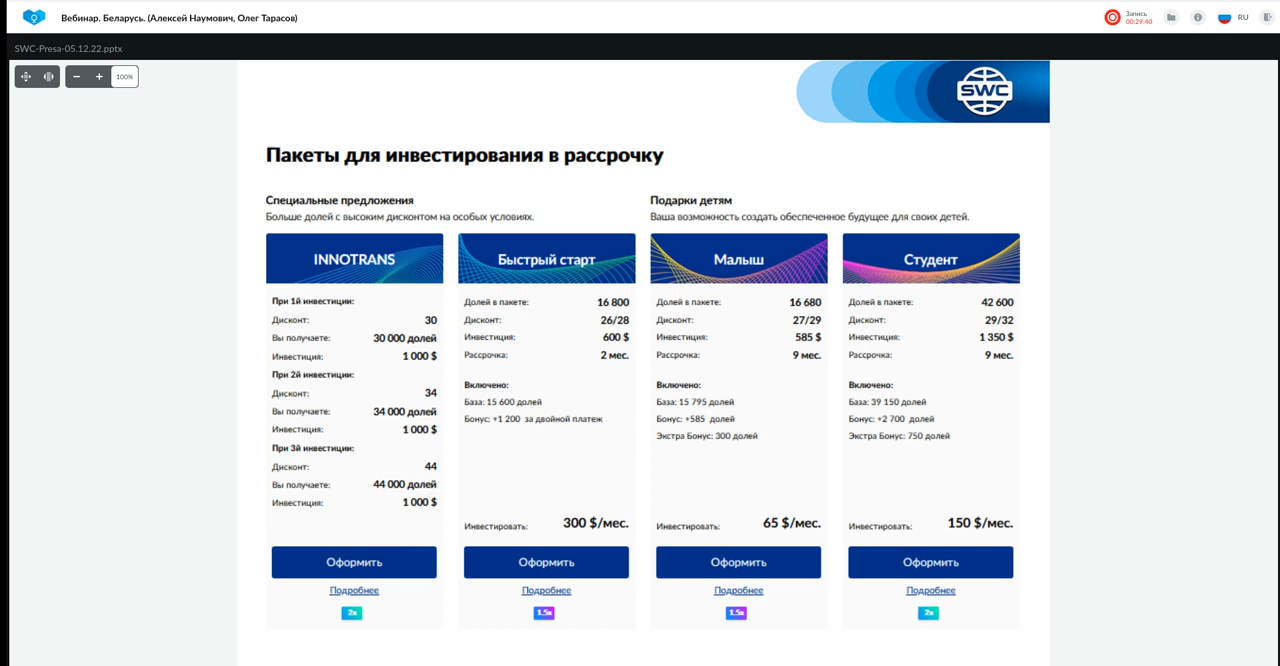 Вебинар. Беларусь. (Алексей Наумович, Олег Тарасов)
Запись
00:29:40
RU
SWC-Presa-05.12.22.pptx
100%
SWC
Пакеты для инвестирования в рассрочку
Специальные предложения
Больше долей с высоким дисконтом на особых условиях.
INNOTRANS
При 1й инвестиции:
Дисконт: 30
Вы получаете: 30 000 долей
Инвестиция: 1 000 $
При 2й инвестиции:
Дисконт: 34
Вы получаете: 34 000 долей
Инвестиция: 1 000 $
При 3й инвестиции:
Дисконт: 44
Вы получаете: 44 000 долей
Инвестиция: 1 000 $
Оформить
Подробнее
2x
Быстрый старт
Долей в пакете: 16 800
Дисконт: 26/28
Инвестиция: 600 $
Рассрочка: 2 мес.
Включено:
База: 15 600 долей
Бонус: +1 200 за двойной платеж
Инвестировать: 300 $/мес.
Оформить
Подробнее
1.5x
Подарки детям
Ваша возможность создать обеспеченное будущее для своих детей.
Малыш
Долей в пакете: 16 680
Дисконт: 27/29
Инвестиция: 585 $
Рассрочка: 9 мес.
Включено:
База: 15 795 долей
Бонус: +585 долей
Экстра Бонус: 300 долей
Инвестировать: 65 $/мес.
Оформить
Подробнее
1.5x
Студент
Долей в пакете: 42 600
Дисконт: 29/32
Инвестиция: 1 350 $
Рассрочка: 9 мес.
Включено:
База: 39 150 долей
Бонус: +2 700 долей
Экстра Бонус: 750 долей
Инвестировать: 150 $/мес.
Оформить
Подробнее
2x